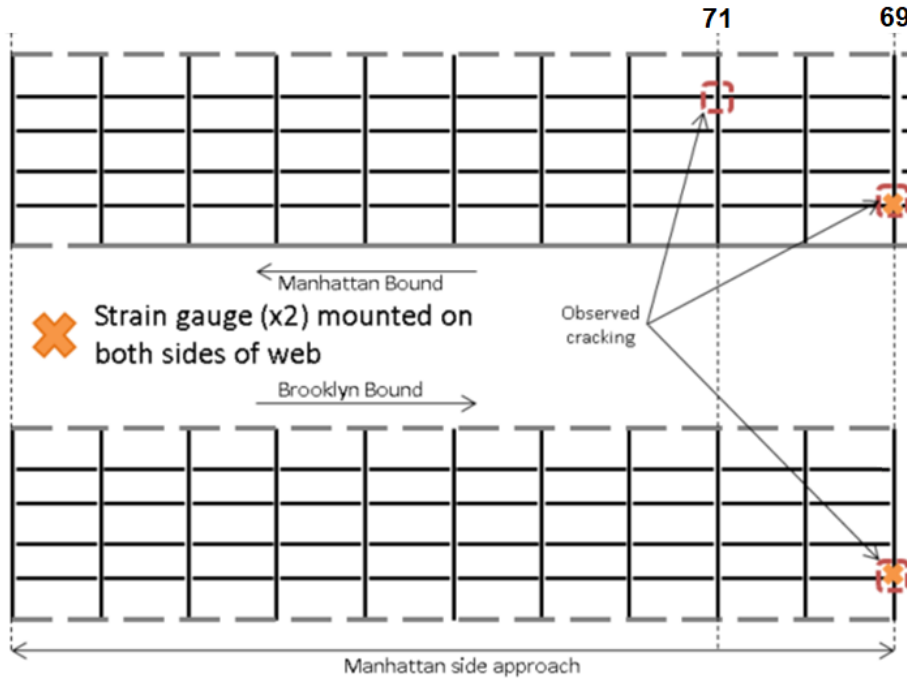 71
69
Manhattan Bound
Strain gauge (x2) mounted on
both sides of web
Observed
cracking
Brooklyn Bound
Manhattan side approach